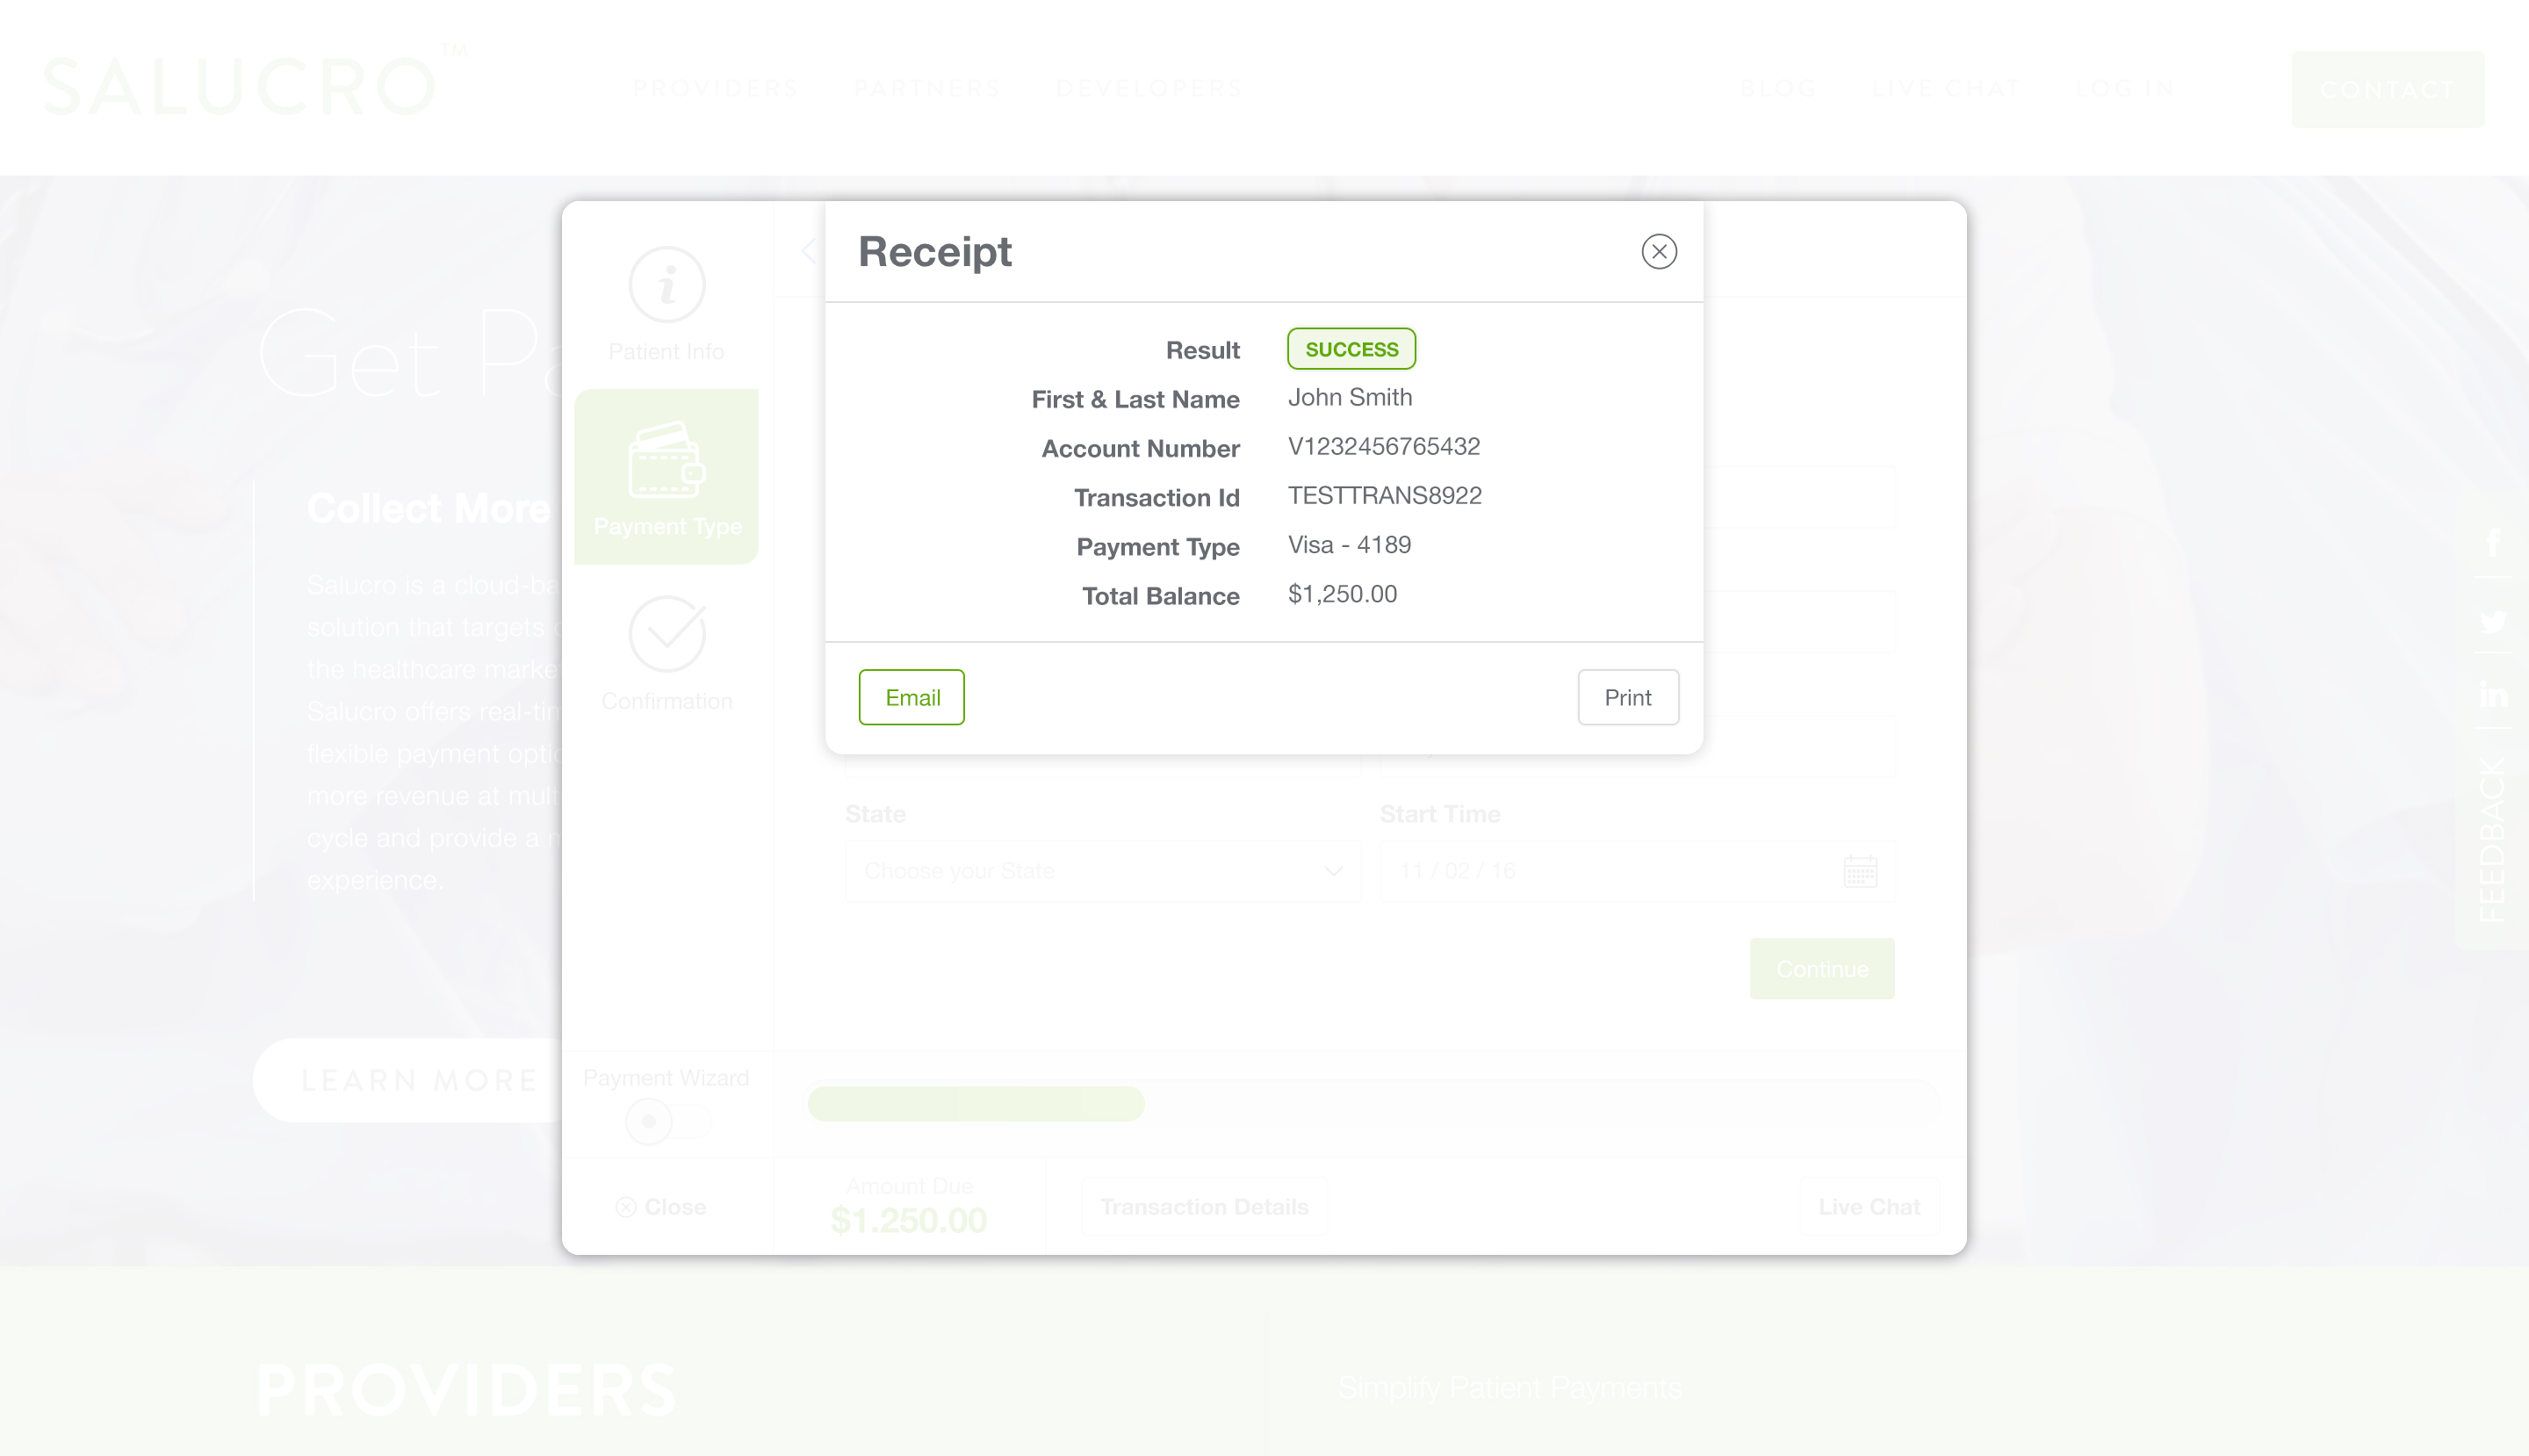 SALUCRO™
PROVIDERS PARTNERS DEVELOPERS BLOG LIVE CHAT LOG IN CONTACT
Get Pa
Collect More
Salucro is a cloud-ba
solution that targets
the healthcare marke
Salucro offers real-tim
flexible payment optio
more revenue at mult
cycle and provide a
experience.
LEARN MORE
Patient Info
Payment Type
Confirmation
Receipt
Result SUCCESS
First & Last Name John Smith
Account Number V1232456765432
Transaction Id TESTTRANS8922
Payment Type Visa - 4189
Total Balance $1,250.00
Email Print
State Start Time
Choose your State 11 / 02 / 16
Continue
Payment Wizard
Close
Amount Due
$1.250.00
Transaction Details
Live Chat
FEEDBACK
PROVIDERS
Simplify Patient Payments